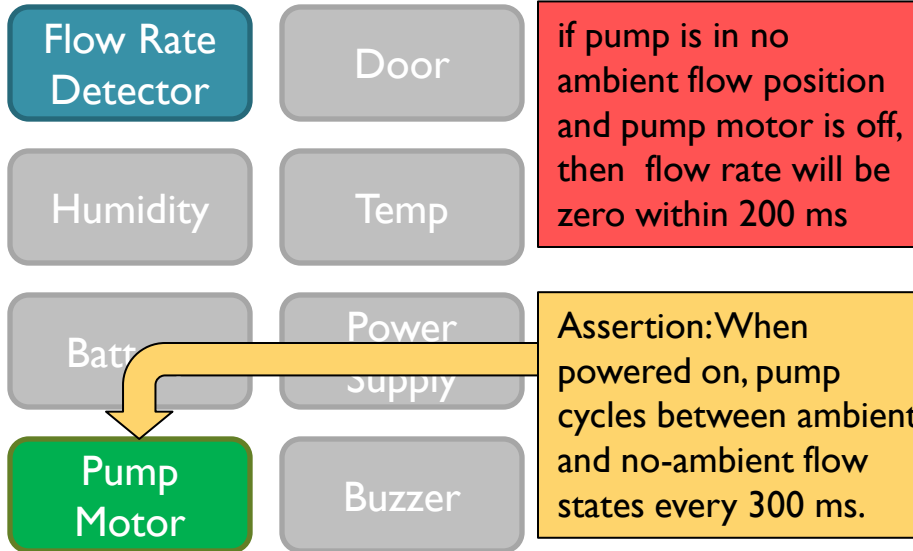 Flow Rate
Detector
Door
if pump is in no
ambient flow position
and pump motor is off,
then flow rate will be
zero within 200 ms
Humidity
Temp
Batt
Power
Supply
Assertion: When
powered on, pump
cycles between ambient
and no-ambient flow
states every 300 ms.
Pump
Motor
Buzzer